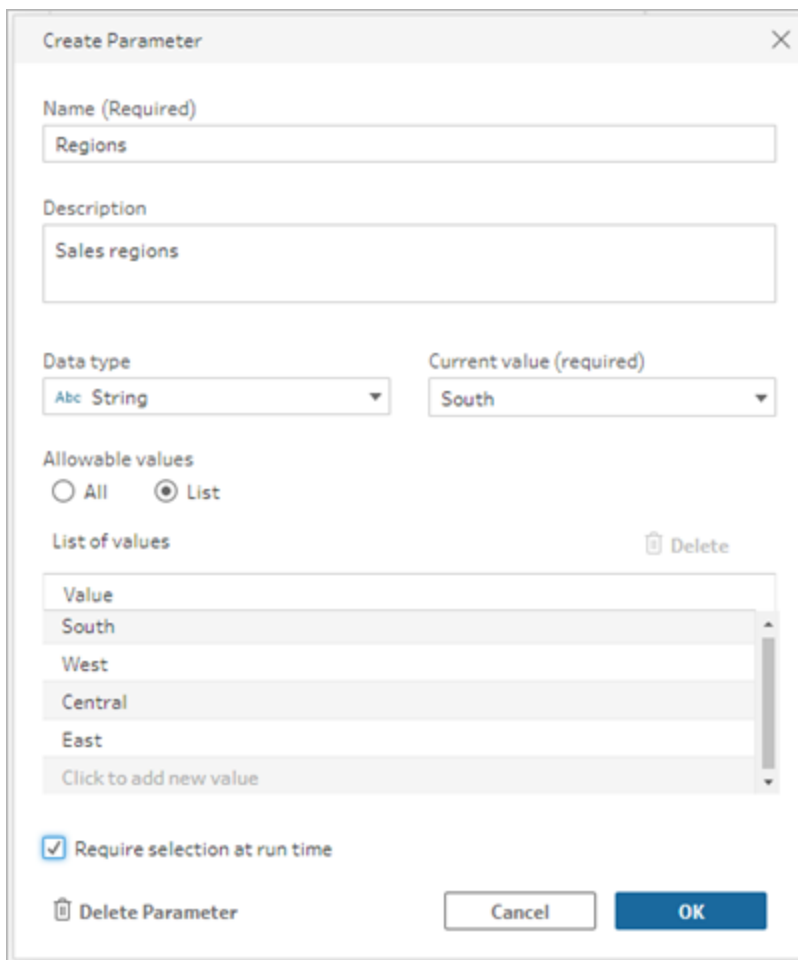 Create Parameter
Name (Required)
Regions
Description
Sales regions
Data type Current value (required)
Abc String South
Allowable values
All List
List of values Delete
Value
South
West
Central
East
Click to add new value
Require selection at run time
Delete Parameter Cancel OK